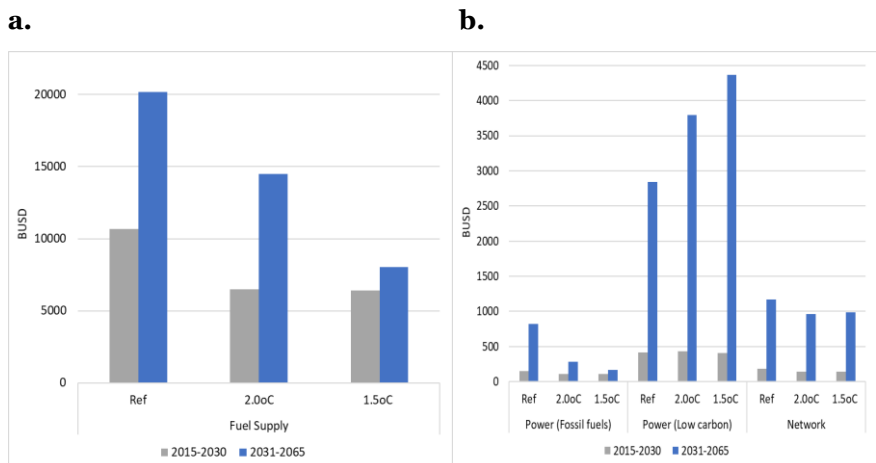 a.
b.
20000
15000
10000
5000
0
BUSD
Ref
2.0oC
1.5oC
Fuel Supply
2015-2030
2031-2065
4500
4000
3500
3000
2500
2000
1500
1000
500
0
BUSD
Ref 2.0oC 1.5oC Ref 2.0oC 1.5oC Ref 2.0oC 1.5oC
Power (Fossil fuels) Power (Low carbon) Network
2015-2030
2031-2065